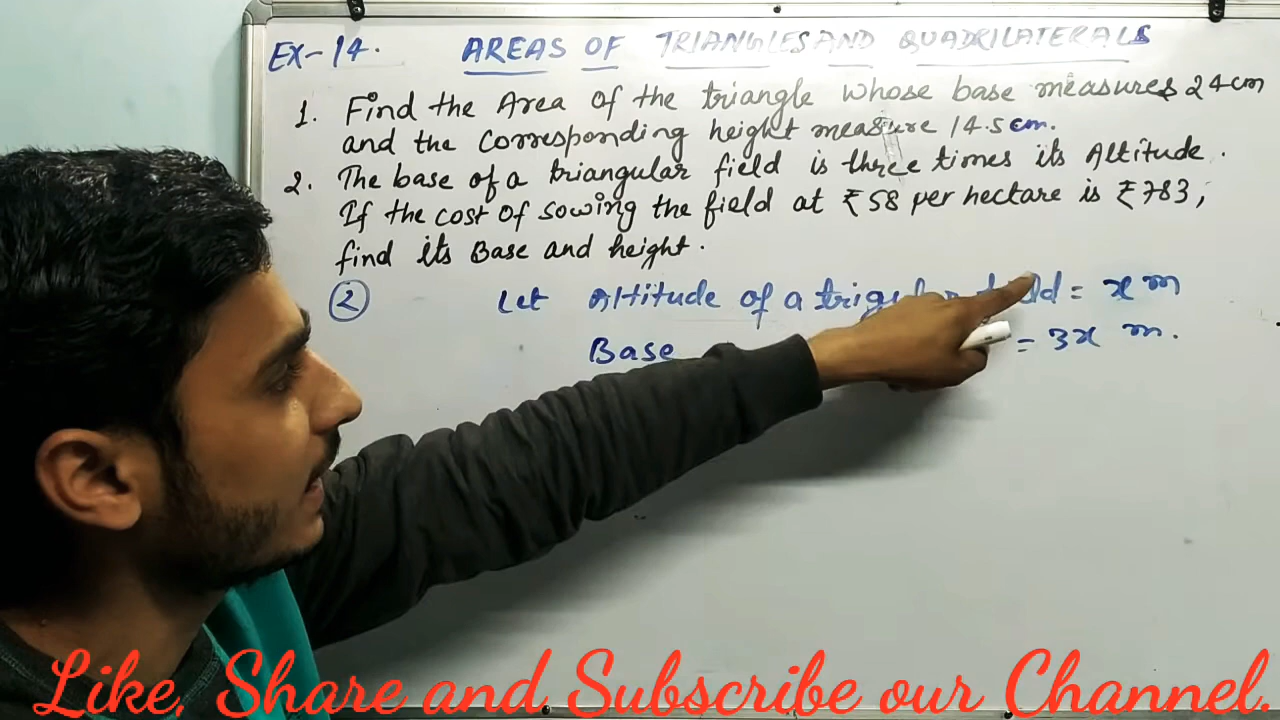 EX-14. AREAS OF TRIANGLES AND QUADRILATERALS
1. Find the Area of the triangle whose base measures 24cm
and the corresponding height measure 14.5 cm.
2. The base of a triangular field is three times its Altitude.
If the cost of sowing the field at ₹58 per hectare is ₹783,
find its Base and height.
② Let Altitude of a = x m
Base = 3x m.
Like, Share and Subscribe our Channel.